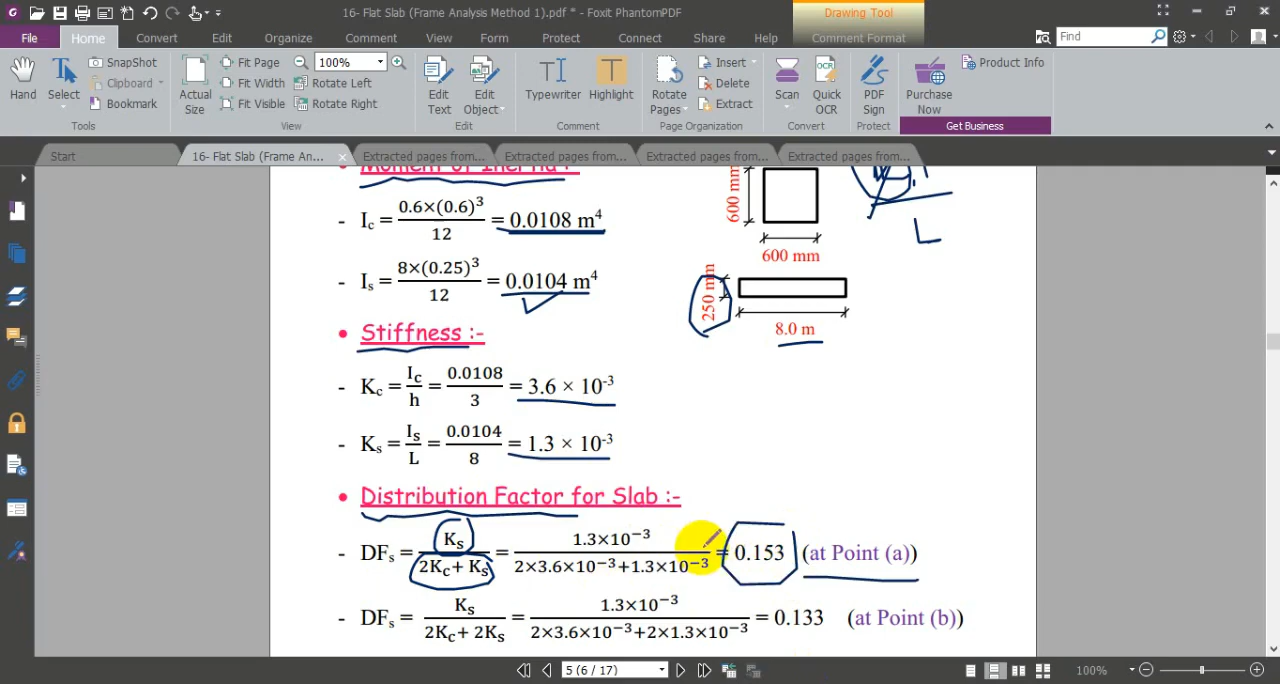 16- Flat Slab (Frame Analysis Method 1).pdf * - Foxit PhantomPDF
Drawing Tool
File Home Convert Edit Organize Comment View Form Protect Connect Share Help Comment Format Find
SnapShot Fit Page 100% Insert Product Info
Clipboard Fit Width Rotate Left Delete
Bookmark Fit Visible Rotate Right Extract
Hand Select Actual Size Edit Text Edit Object Typewriter Highlight Rotate Pages Scan Quick OCR PDF Sign Purchase Now
Tools View Edit Comment Page Organization Convert Protect Get Business
Start 16- Flat Slab (Frame An... Extracted pages from... Extracted pages from... Extracted pages from... Extracted pages from...
• Moment of Inertia :-
- Ic = 0.6×(0.6)³/12 = 0.0108 m⁴
600 mm
600 mm
L
- Is = 8×(0.25)³/12 = 0.0104 m⁴
250 mm
8.0 m
• Stiffness :-
- Kc = Ic/h = 0.0108/3 = 3.6 × 10⁻³
- Ks = Is/L = 0.0104/8 = 1.3 × 10⁻³
• Distribution Factor for Slab :-
- DFs = Ks/(2Kc+ Ks) = 1.3×10⁻³/(2×3.6×10⁻³+1.3×10⁻³) = 0.153 (at Point (a))
- DFs = Ks/(2Kc+ 2Ks) = 1.3×10⁻³/(2×3.6×10⁻³+2×1.3×10⁻³) = 0.133 (at Point (b))
5 (6 / 17) 100%